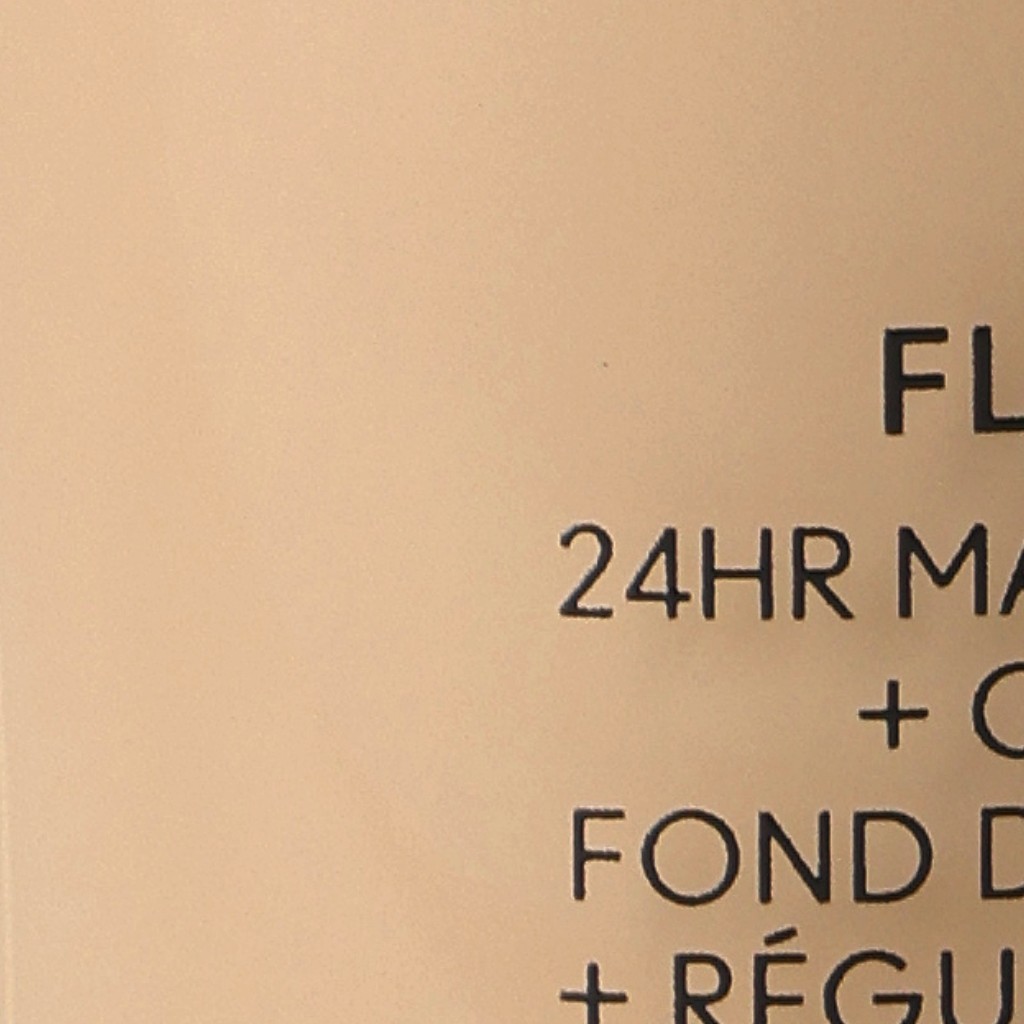 FL
24HR MA
+ C
FOND D
+ RÉGU